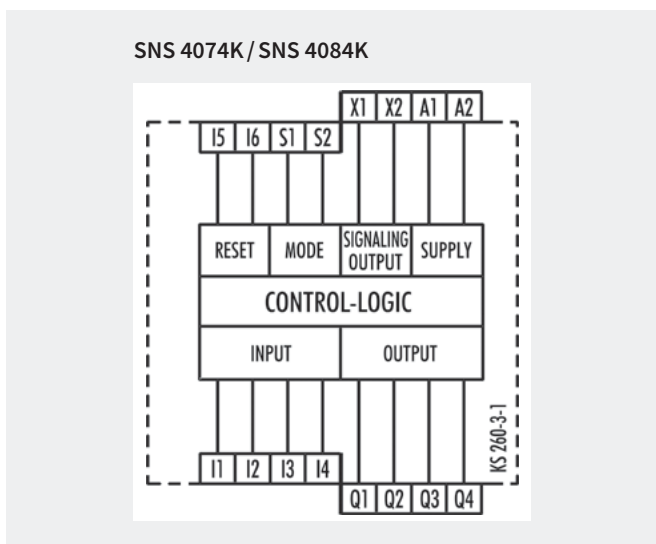 SNS 4074K / SNS 4084K
X1 X2 A1 A2
I5 I6 S1 S2
RESET MODE SIGNALING OUTPUT SUPPLY
CONTROL-LOGIC
INPUT OUTPUT
KS 260-3-1
I1 I2 I3 I4
Q1 Q2 Q3 Q4